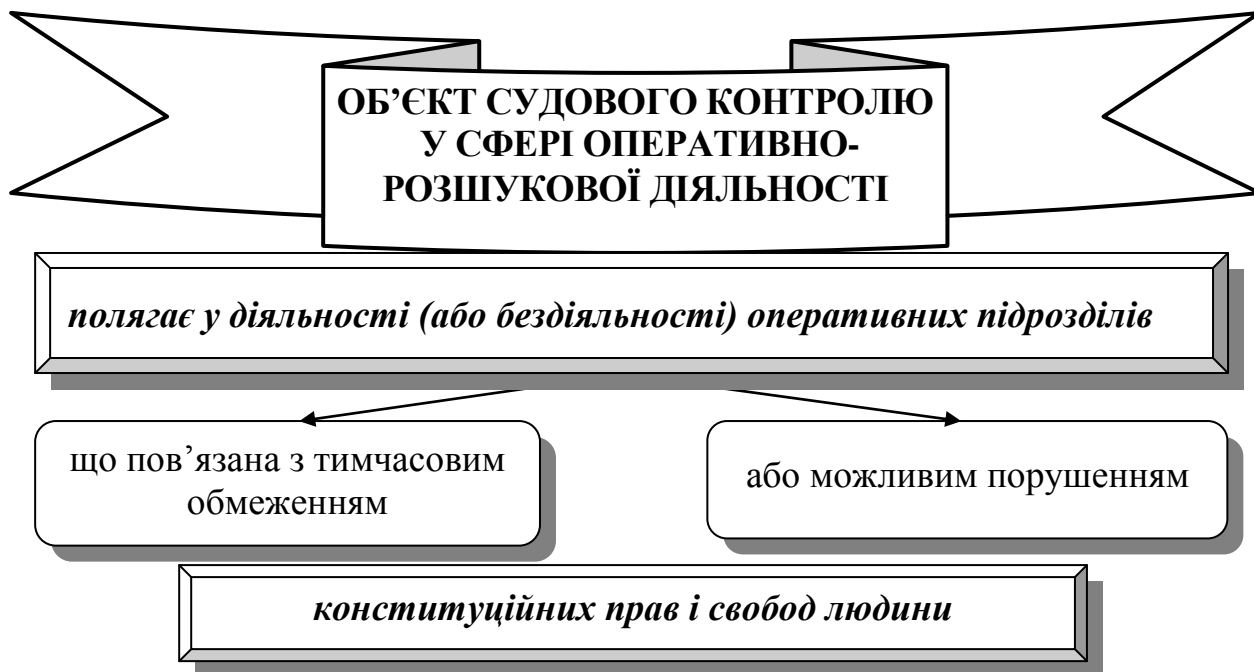 ОБ’ЄКТ СУДОВОГО КОНТРОЛЮ
У СФЕРІ ОПЕРАТИВНО-
РОЗШУКОВОЇ ДІЯЛЬНОСТІ
полягає у діяльності (або бездіяльності) оперативних підрозділів
що пов’язана з тимчасовим
обмеженням
або можливим порушенням
конституційних прав і свобод людини